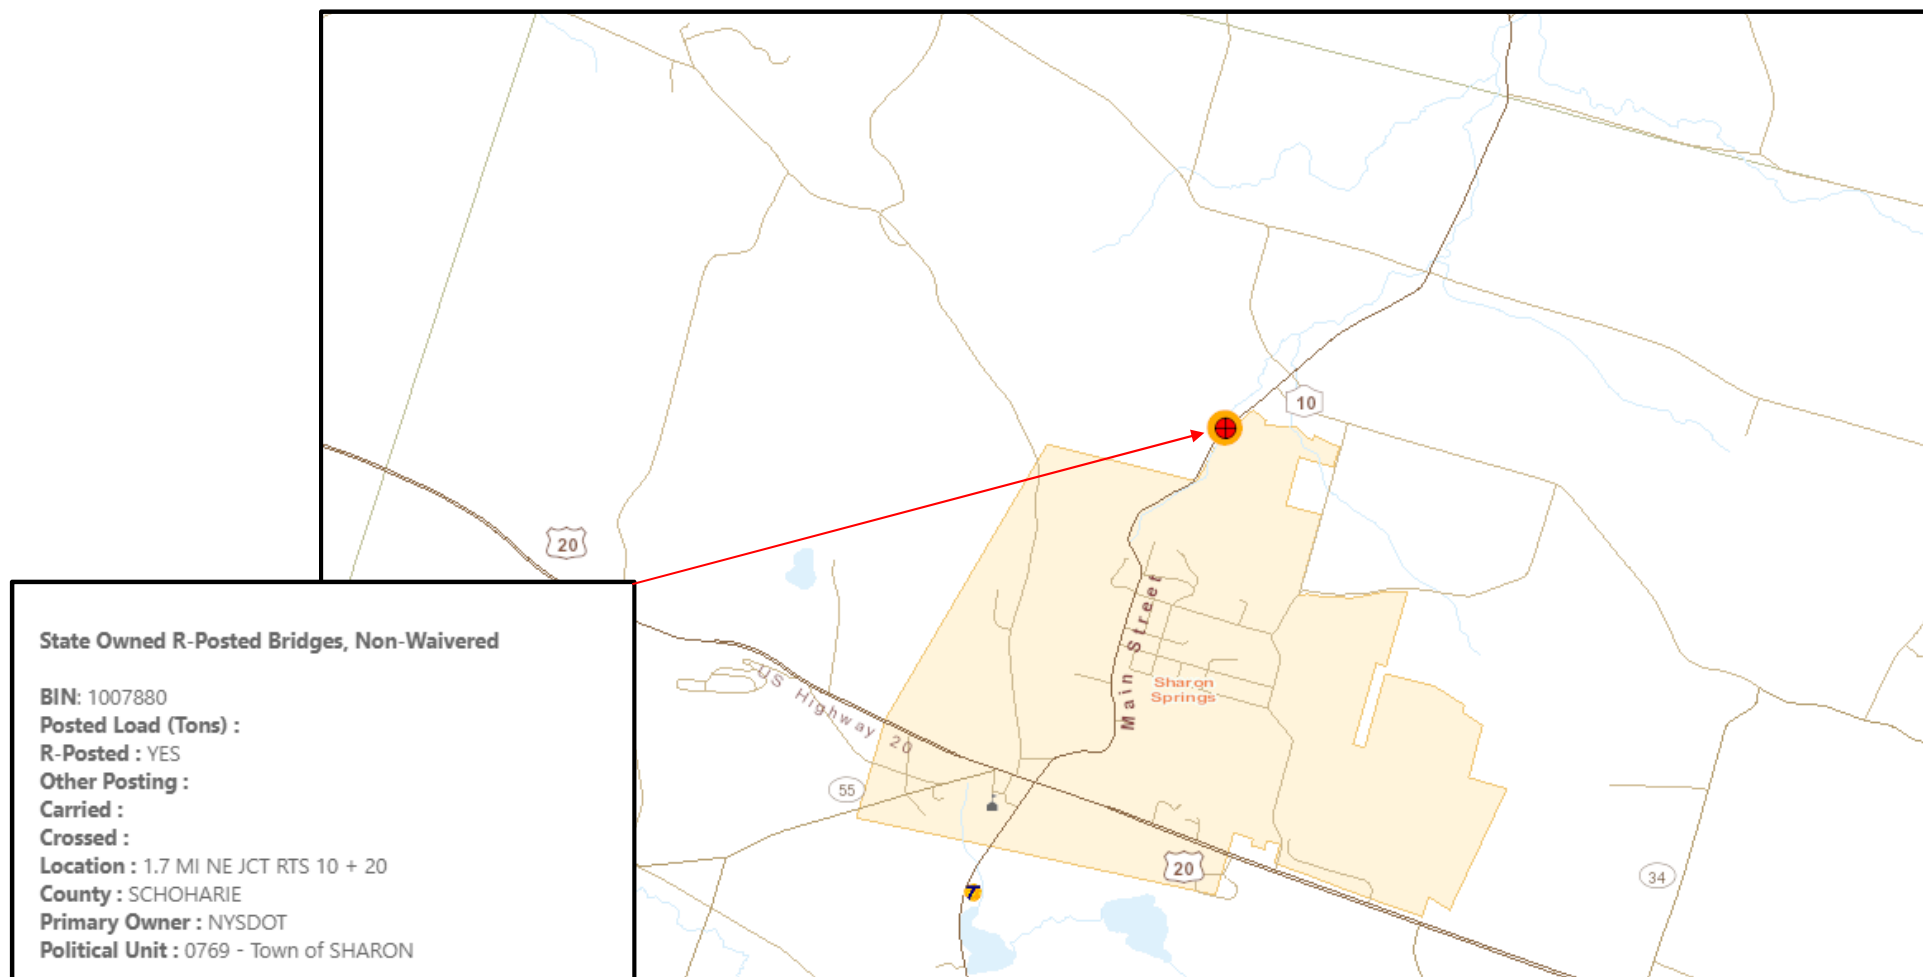 10
20
State Owned R-Posted Bridges, Non-Waivered
BIN: 1007880
Posted Load (Tons) :
R-Posted : YES
Other Posting :
Carried :
Crossed :
Location : 1.7 MI NE JCT RTS 10 + 20
County : SCHOHARIE
Primary Owner : NYSDOT
Political Unit : 0769 - Town of SHARON
US Highway 20
Main Street
Sharon
Springs
55
20
34
7